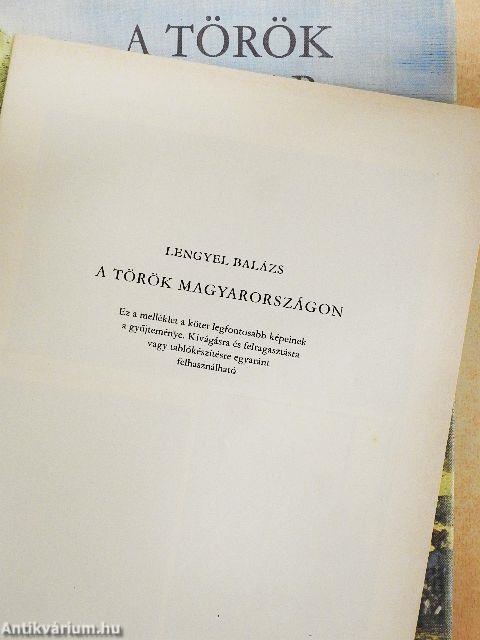 A TÖRÖK
LENGYEL BALÁZS
A TÖRÖK MAGYARORSZÁGON
Ez a melléklet a kötet legfontosabb képeinek
a gyűjteménye. Kivágásra és felragasztásra
vagy tablókészítésre egyaránt
felhasználható
Antikvárium.hu